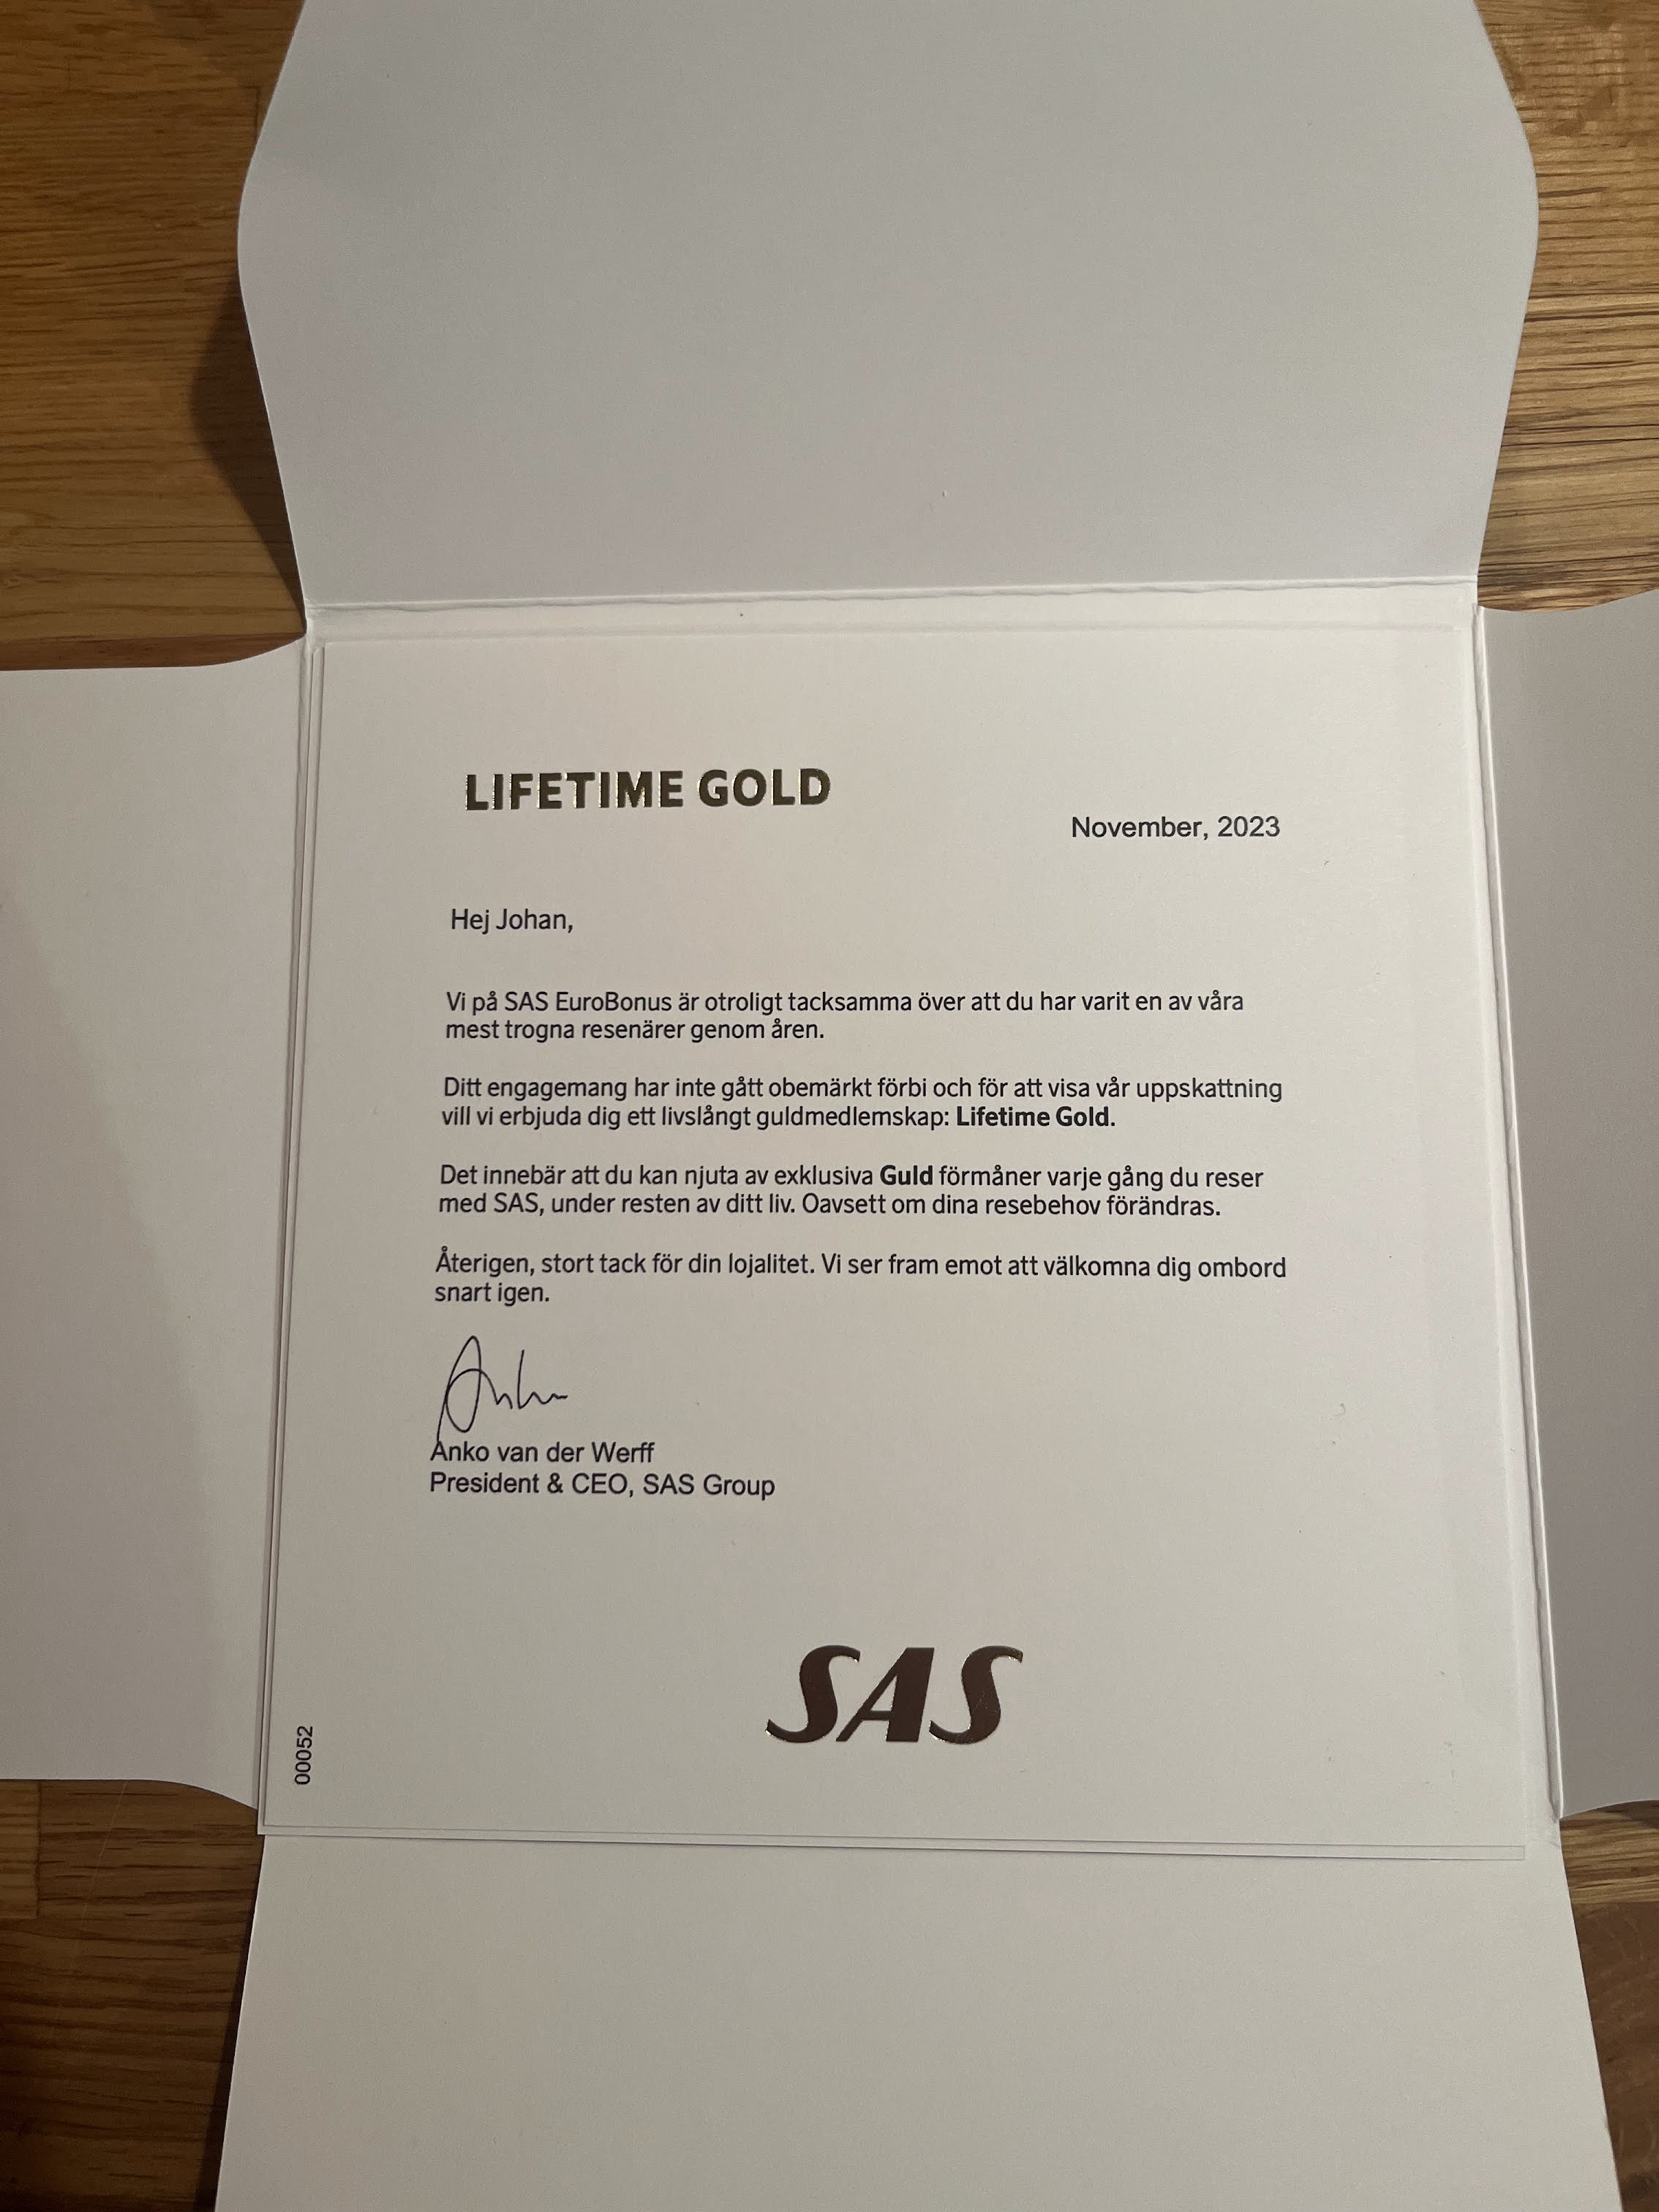 LIFETIME GOLD
November, 2023
Hej Johan,
Vi på SAS EuroBonus är otroligt tacksamma över att du har varit en av våra
mest trogna resenärer genom åren.
Ditt engagemang har inte gått obemärkt förbi och för att visa vår uppskattning
vill vi erbjuda dig ett livslångt guldmedlemskap: Lifetime Gold.
Det innebär att du kan njuta av exklusiva Guld förmåner varje gång du reser
med SAS, under resten av ditt liv. Oavsett om dina resebehov förändras.
Återigen, stort tack för din lojalitet. Vi ser fram emot att välkomna dig ombord
snart igen.
Anko van der Werff
President & CEO, SAS Group
SAS
00052